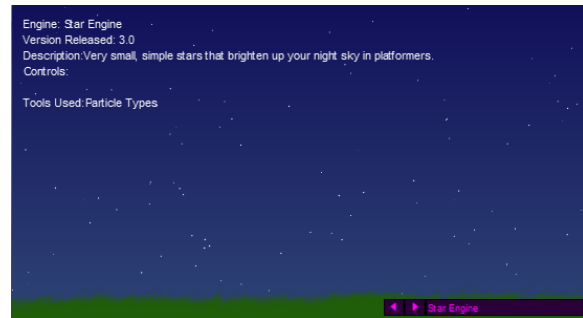 Engine: Star Engine
Version Released: 3.0
Description:Very small, simple stars that brighten up your night sky in platformers.
Controls:
Tools Used:Particle Types
Star Engine